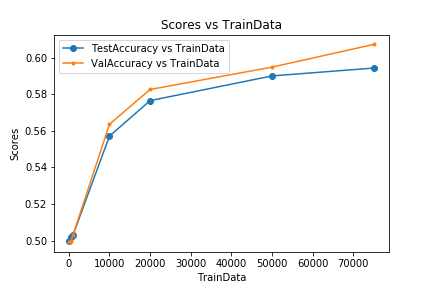 Scores vs TrainData
TestAccuracy vs TrainData
ValAccuracy vs TrainData
Scores
0.60
0.58
0.56
0.54
0.52
0.50
0 10000 20000 30000 40000 50000 60000 70000
TrainData